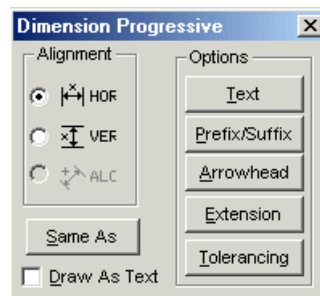 Dimension Progressive
Alignment
HOR
VER
ALC
Same As
Draw As Text
Options
Text
Prefix/Suffix
Arrowhead
Extension
Tolerancing